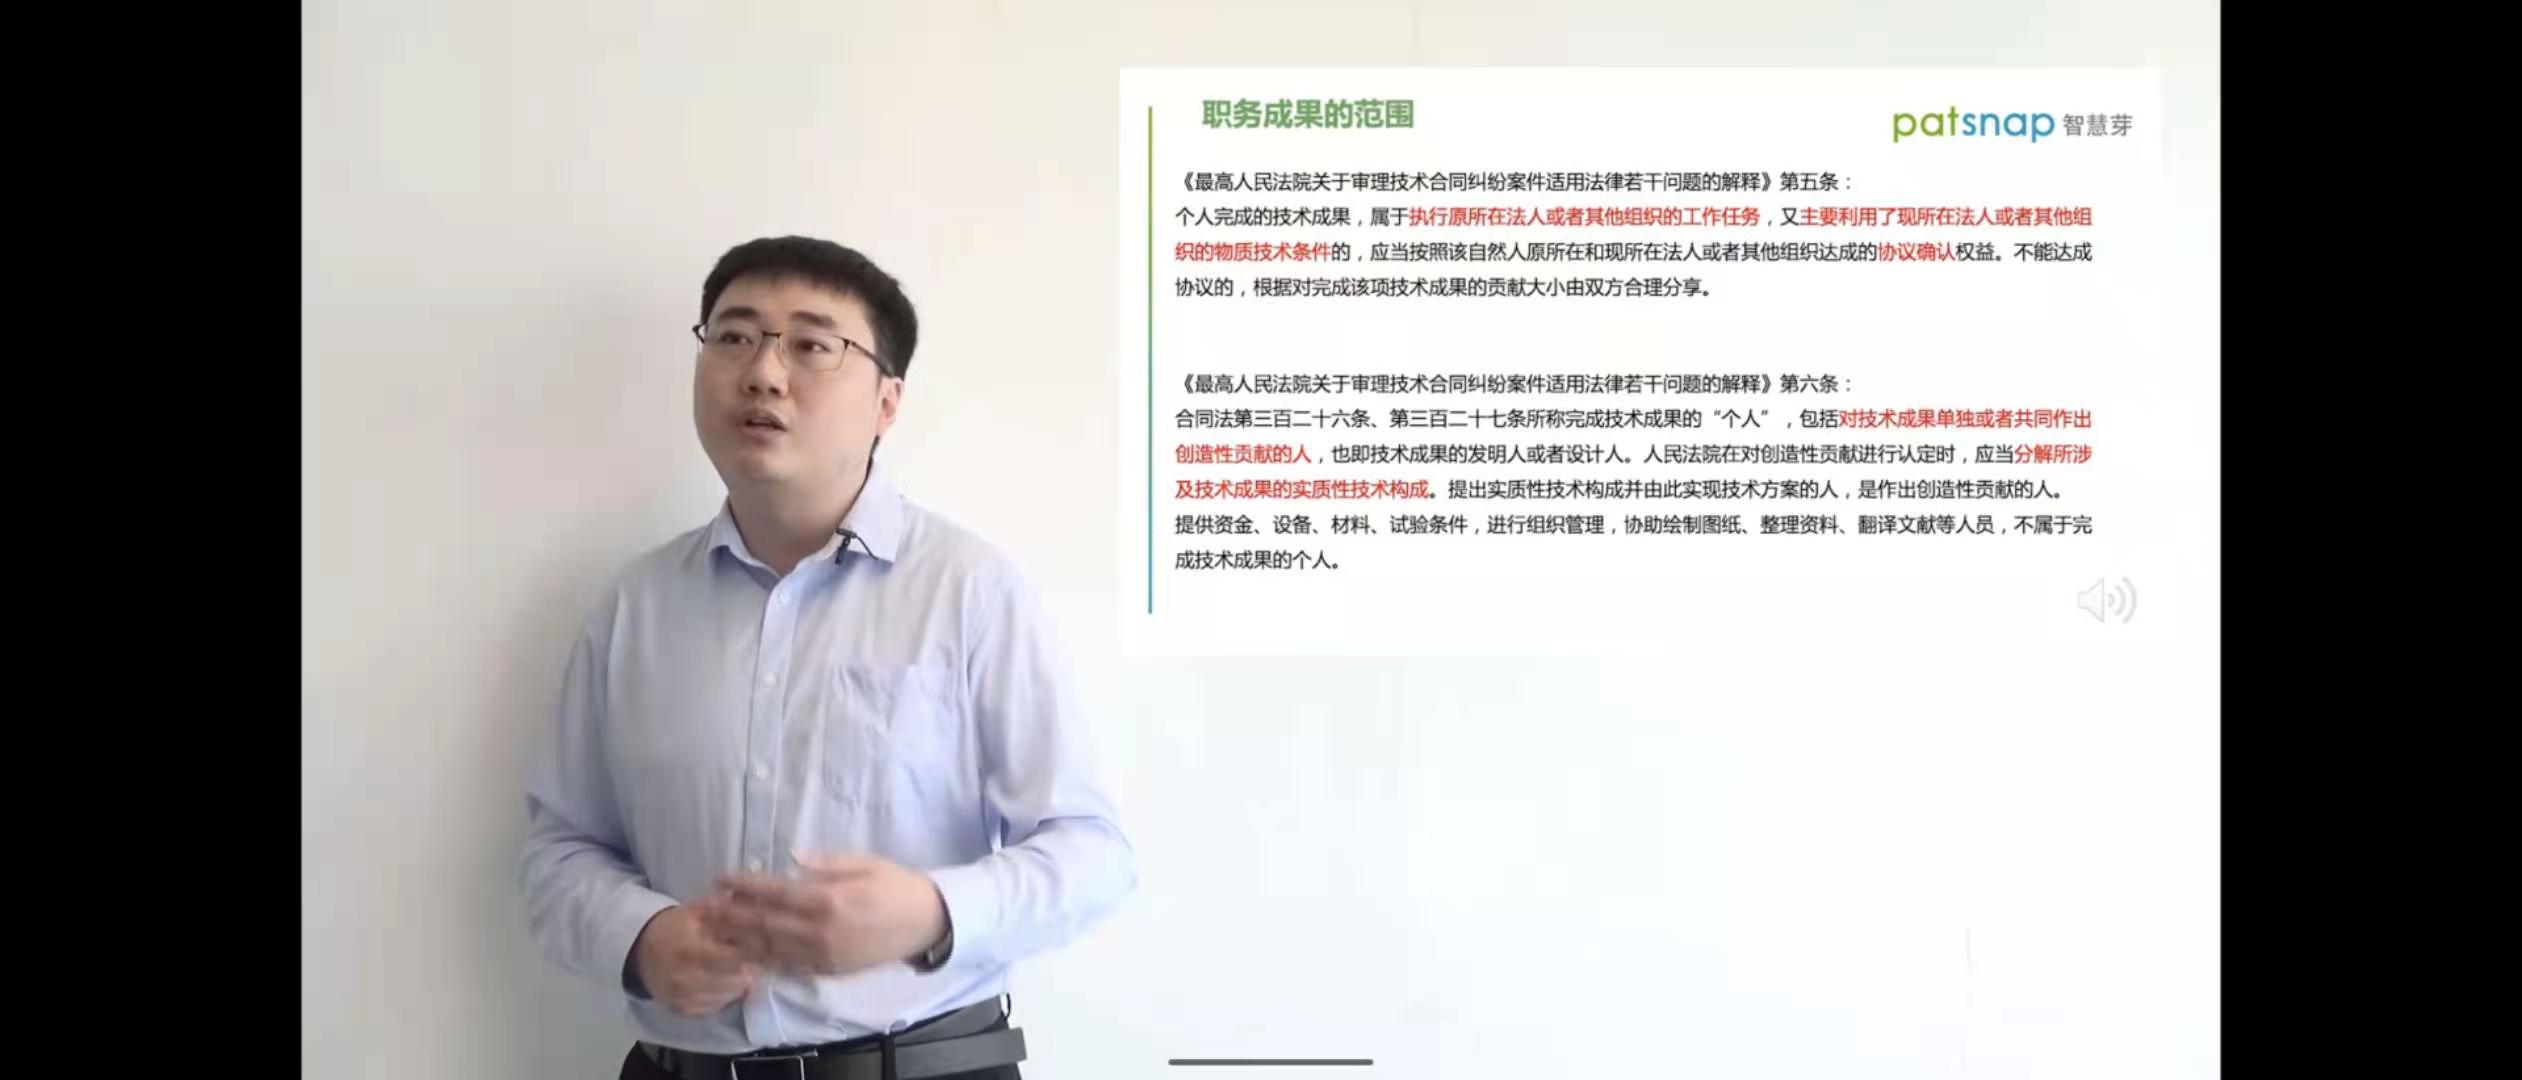 职务成果的范围
patsnap 智慧芽
《最高人民法院关于审理技术合同纠纷案件适用法律若干问题的解释》第五条：
个人完成的技术成果，属于执行原所在法人或者其他组织的工作任务，又主要利用了现所在法人或者其他组
织的物质技术条件的，应当按照该自然人原所在和现所在法人或者其他组织达成的协议确认权益。不能达成
协议的，根据对完成该项技术成果的贡献大小由双方合理分享。
《最高人民法院关于审理技术合同纠纷案件适用法律若干问题的解释》第六条：
合同法第三百二十六条、第三百二十七条所称完成技术成果的“个人”，包括对技术成果单独或者共同作出
创造性贡献的人，也即技术成果的发明人或者设计人。人民法院在对创造性贡献进行认定时，应当分解所涉
及技术成果的实质性技术构成。提出实质性技术构成并由此实现技术方案的人，是作出创造性贡献的人。
提供资金、设备、材料、试验条件，进行组织管理，协助绘制图纸、整理资料、翻译文献等人员，不属于完
成技术成果的个人。